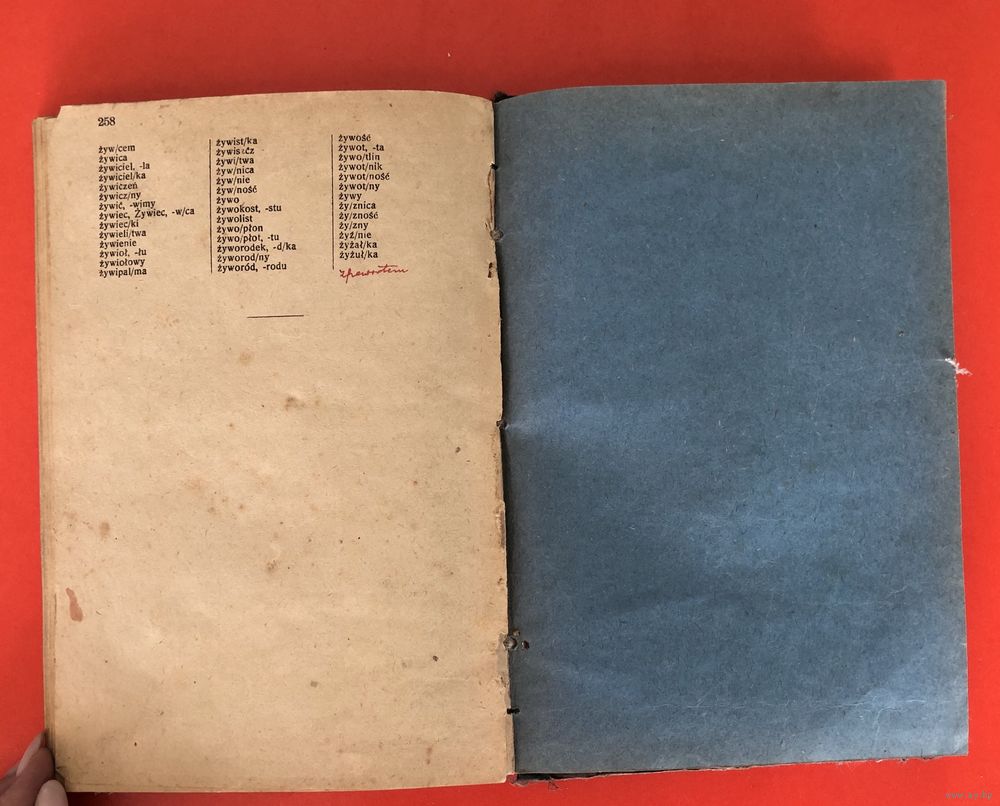 258
żyw/cem
żywica
żywiciel, -la
żywiciel/ka
żywiczeń
żywicz/ny
żywić, -wjmy
żywiec, Żywiec, -w/ca
żywiec/ki
żywieli/twa
żywienie
żywioł, -łu
żywiołowy
żywipal/ma
żywist/ka
żywi/twa
żyw/nica
żyw/nie
żyw/ność
żywo
żywokost, -stu
żywolist
żywo/płon
żywo/płot, -tu
żyworodek, -d/ka
żyworod/ny
żyworód, -rodu
żywość
żywot, -ta
żywo/tlin
żywot/nik
żywot/ność
żywot/ny
żywy
ży/znica
ży/zność
ży/zny
żyź/nie
żyżał/ka
żyżuł/ka